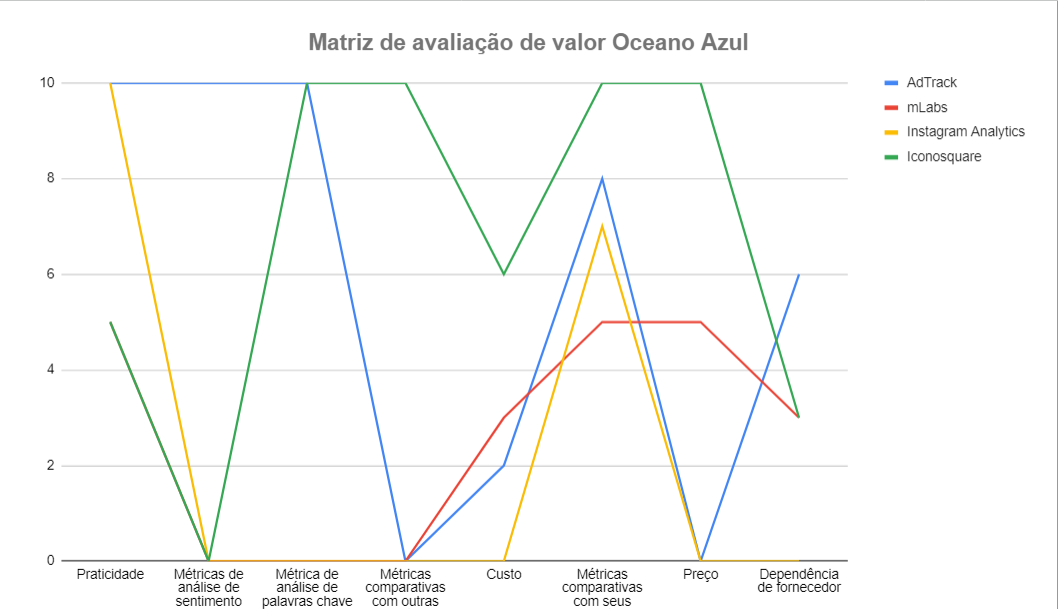 Matriz de avaliação de valor Oceano Azul
10
8
6
4
2
0
AdTrack
mLabs
Instagram Analytics
Iconosquare
Praticidade
Métricas de
análise de
sentimento
Métrica de
análise de
palavras chave
Métricas
comparativas
com outras
Custo
Métricas
comparativas
com seus
Preço
Dependência
de fornecedor